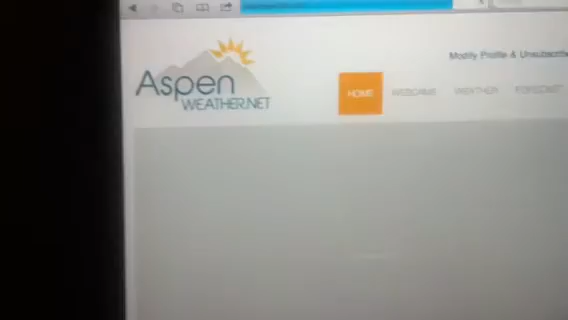 Modify Profile & Unsubscribe
Aspen
WEATHER.NET
HOME WEBCAMS WEATHER FORECAST